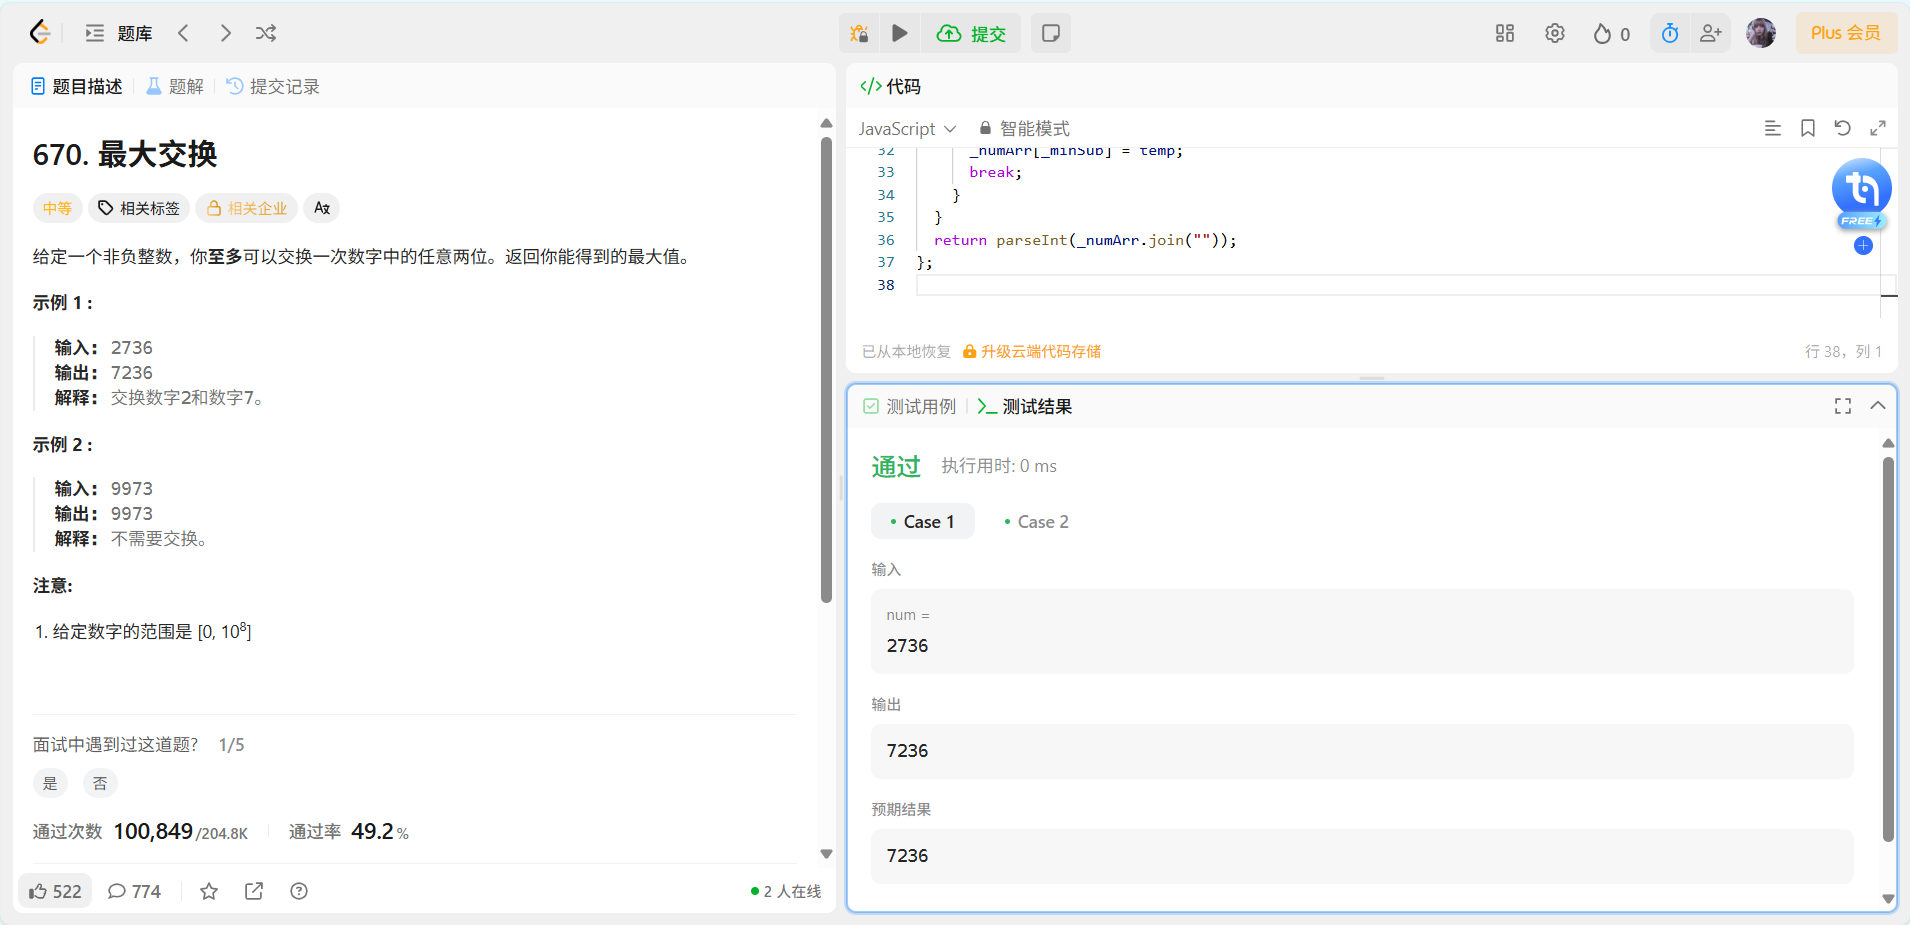 题库
提交
0
Plus 会员
题目描述
题解
提交记录
670. 最大交换
中等
相关标签
相关企业
给定一个非负整数，你至多可以交换一次数字中的任意两位。返回你能得到的最大值。
示例 1 :
输入： 2736
输出： 7236
解释： 交换数字2和数字7。
示例 2 :
输入： 9973
输出： 9973
解释： 不需要交换。
注意:
1. 给定数字的范围是 [0, 10⁸]
面试中遇到过这道题? 1/5
是
否
通过次数 100,849/204.8K
通过率 49.2%
522
774
2 人在线
</> 代码
JavaScript
智能模式
32 _numArr[_minSub] = temp;
33 break;
34 }
35 }
36 return parseInt(_numArr.join(""));
37 };
38
FREE
已从本地恢复
升级云端代码存储
行 38，列 1
测试用例
测试结果
通过
执行用时: 0 ms
Case 1
Case 2
输入
num =
2736
输出
7236
预期结果
7236